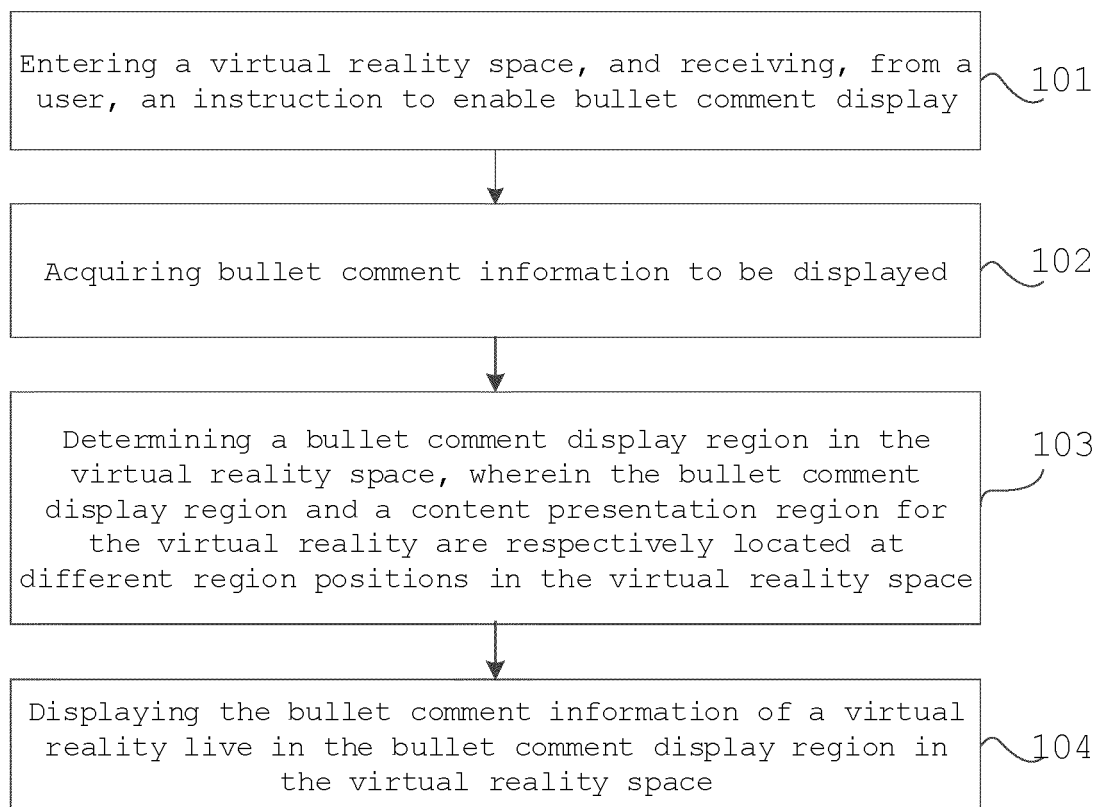 Entering a virtual reality space, and receiving, from a
user, an instruction to enable bullet comment display
101
Acquiring bullet comment information to be displayed
102
Determining a bullet comment display region in the
virtual reality space, wherein the bullet comment
display region and a content presentation region for
the virtual reality are respectively located at
different region positions in the virtual reality space
103
Displaying the bullet comment information of a virtual
reality live in the bullet comment display region in
the virtual reality space
104